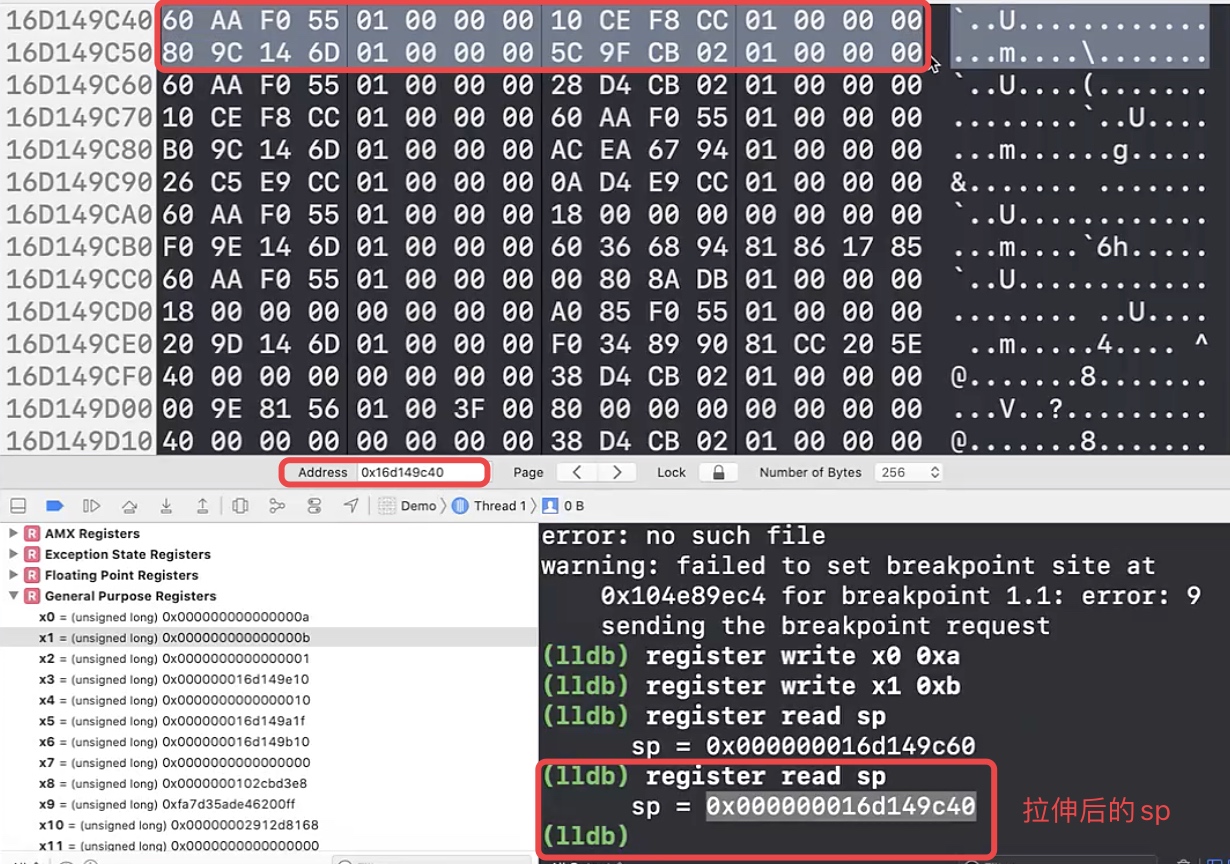 16D149C40 60 AA F0 55 01 00 00 00 10 CE F8 CC 01 00 00 00 `..U............
16D149C50 80 9C 14 6D 01 00 00 00 5C 9F CB 02 01 00 00 00 ...m....\.......
16D149C60 60 AA F0 55 01 00 00 00 28 D4 CB 02 01 00 00 00 `..U....(.......
16D149C70 10 CE F8 CC 01 00 00 00 60 AA F0 55 01 00 00 00 ........`..U....
16D149C80 B0 9C 14 6D 01 00 00 00 AC EA 67 94 01 00 00 00 ...m......g.....
16D149C90 26 C5 E9 CC 01 00 00 00 0A D4 E9 CC 01 00 00 00 &....... .......
16D149CA0 60 AA F0 55 01 00 00 00 18 00 00 00 00 00 00 00 `..U............
16D149CB0 F0 9E 14 6D 01 00 00 00 60 36 68 94 81 86 17 85 ...m....`6h.....
16D149CC0 60 AA F0 55 01 00 00 00 00 80 8A DB 01 00 00 00 `..U............
16D149CD0 18 00 00 00 00 00 00 00 A0 85 F0 55 01 00 00 00 ........ ..U....
16D149CE0 20 9D 14 6D 01 00 00 00 F0 34 89 90 81 CC 20 5E ..m.....4.... ^
16D149CF0 40 00 00 00 00 00 00 00 38 D4 CB 02 01 00 00 00 @.......8.......
16D149D00 00 9E 81 56 01 00 3F 00 80 00 00 00 00 00 00 00 ...V..?.........
16D149D10 40 00 00 00 00 00 00 00 38 D4 CB 02 01 00 00 00 @.......8.......
Address 0x16d149c40 Page Lock Number of Bytes 256
Demo Thread 1 0 B
AMX Registers
Exception State Registers
Floating Point Registers
General Purpose Registers
x0 = (unsigned long) 0x000000000000000a
x1 = (unsigned long) 0x000000000000000b
x2 = (unsigned long) 0x0000000000000001
x3 = (unsigned long) 0x000000016d149e10
x4 = (unsigned long) 0x0000000000000010
x5 = (unsigned long) 0x000000016d149a1f
x6 = (unsigned long) 0x000000016d149b10
x7 = (unsigned long) 0x0000000000000000
x8 = (unsigned long) 0x0000000102cbd3e8
x9 = (unsigned long) 0xfa7d35ade46200ff
x10 = (unsigned long) 0x00000002912d8168
x11 = (unsigned long) 0x0000000000000000
error: no such file
warning: failed to set breakpoint site at
0x104e89ec4 for breakpoint 1.1: error: 9
sending the breakpoint request
(lldb) register write x0 0xa
(lldb) register write x1 0xb
(lldb) register read sp
sp = 0x000000016d149c60
(lldb) register read sp
sp = 0x000000016d149c40
(lldb)
拉伸后的sp